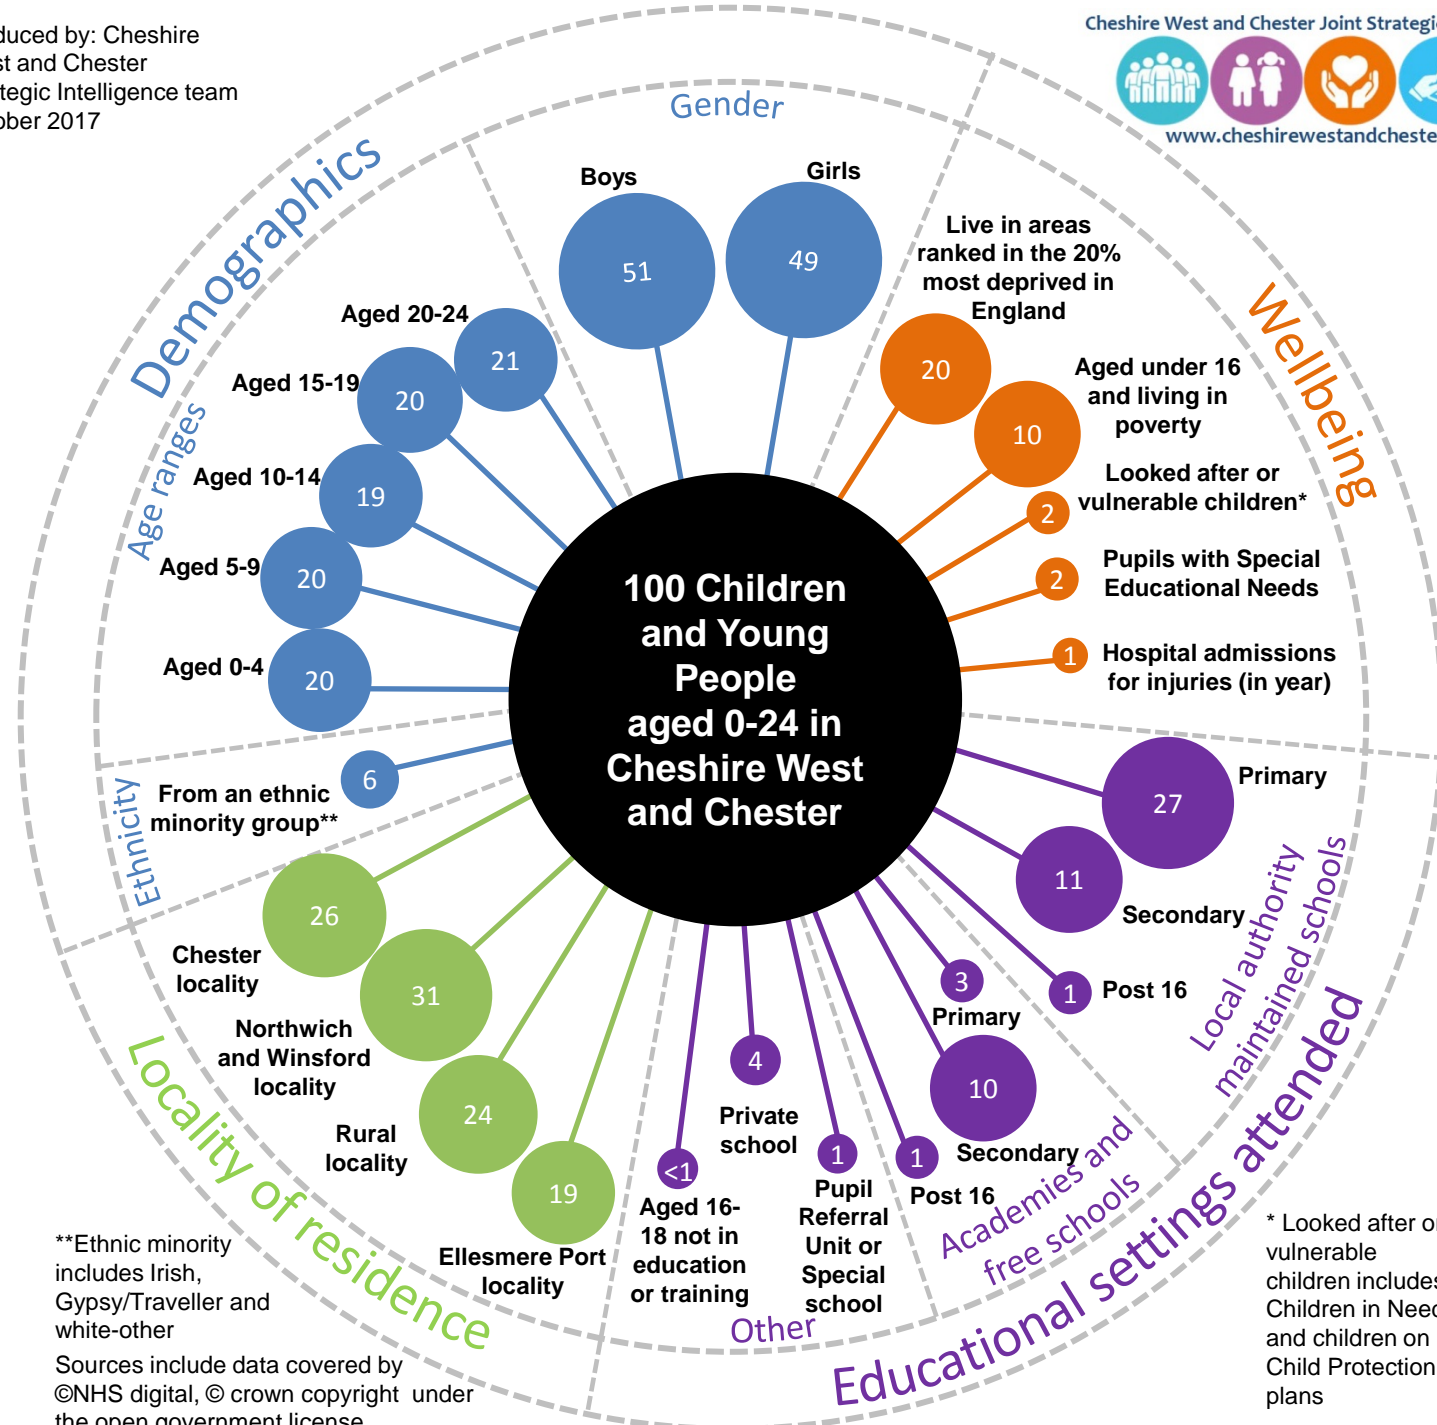 Cheshire
and Chester
Intelligence team
2017
Cheshire West and Chester Joint
Demographics
Gender
Boys
51
Girls
49
Age ranges
Aged 20-24
21
Aged 15-19
20
Aged 10-14
19
Aged 5-9
20
Aged 0-4
20
Ethnicity
From an ethnic
minority group**
6
Wellbeing
Live in areas
ranked in the 20%
most deprived in
England
20
Aged under 16
and living in
poverty
10
Looked after or
vulnerable children*
2
Pupils with Special
Educational Needs
2
Hospital admissions
for injuries (in year)
1
100 Children
and Young
People
aged 0-24 in
Cheshire West
and Chester
Educational settings attended
Local authority
maintained schools
Primary
27
Secondary
11
Post 16
1
Academies and
free schools
Primary
3
Secondary
10
Post 16
1
Other
Pupil
Referral
Unit or
Special
school
1
Private
school
4
Aged 16-
18 not in
education
or training
<1
Locality of residence
Chester
locality
26
Northwich
and Winsford
locality
31
Rural
locality
24
Ellesmere Port
locality
19
**Ethnic minority
includes Irish,
Gypsy/Traveller and
white-other
Sources include data covered by
©NHS digital, © crown copyright under
the open government license
* Looked after or
vulnerable
children includes
Children in Need
and children on
Child Protection
plans